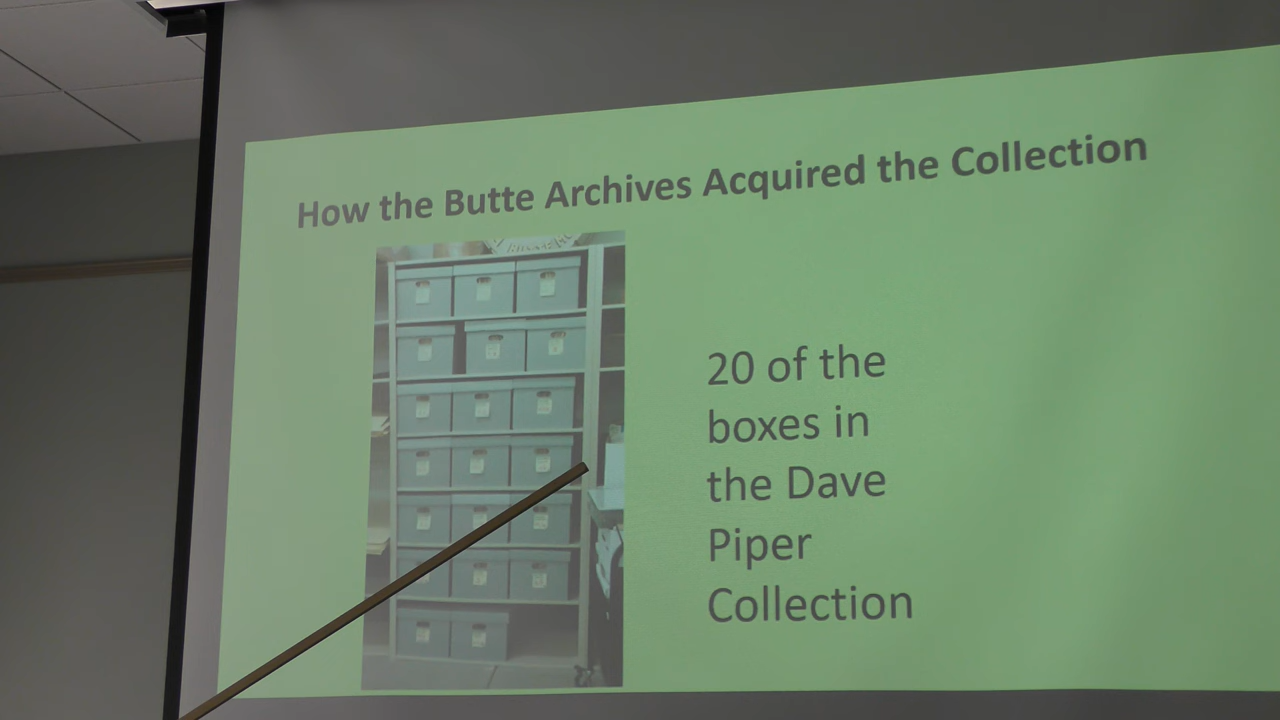 How the Butte Archives Acquired the Collection
20 of the
boxes in
the Dave
Piper
Collection